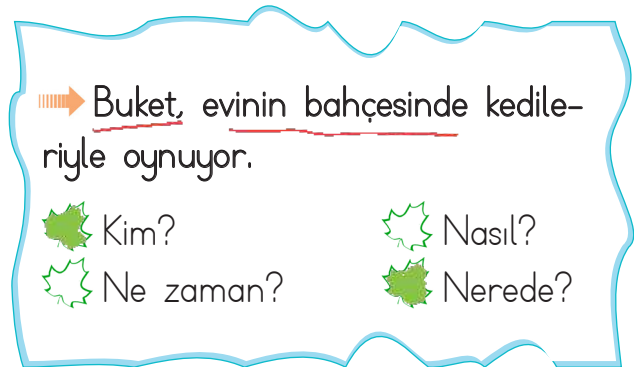 Buket, evinin bahçesinde kedile-
riyle oynuyor.
Kim? Nasıl?
Ne zaman? Nerede?